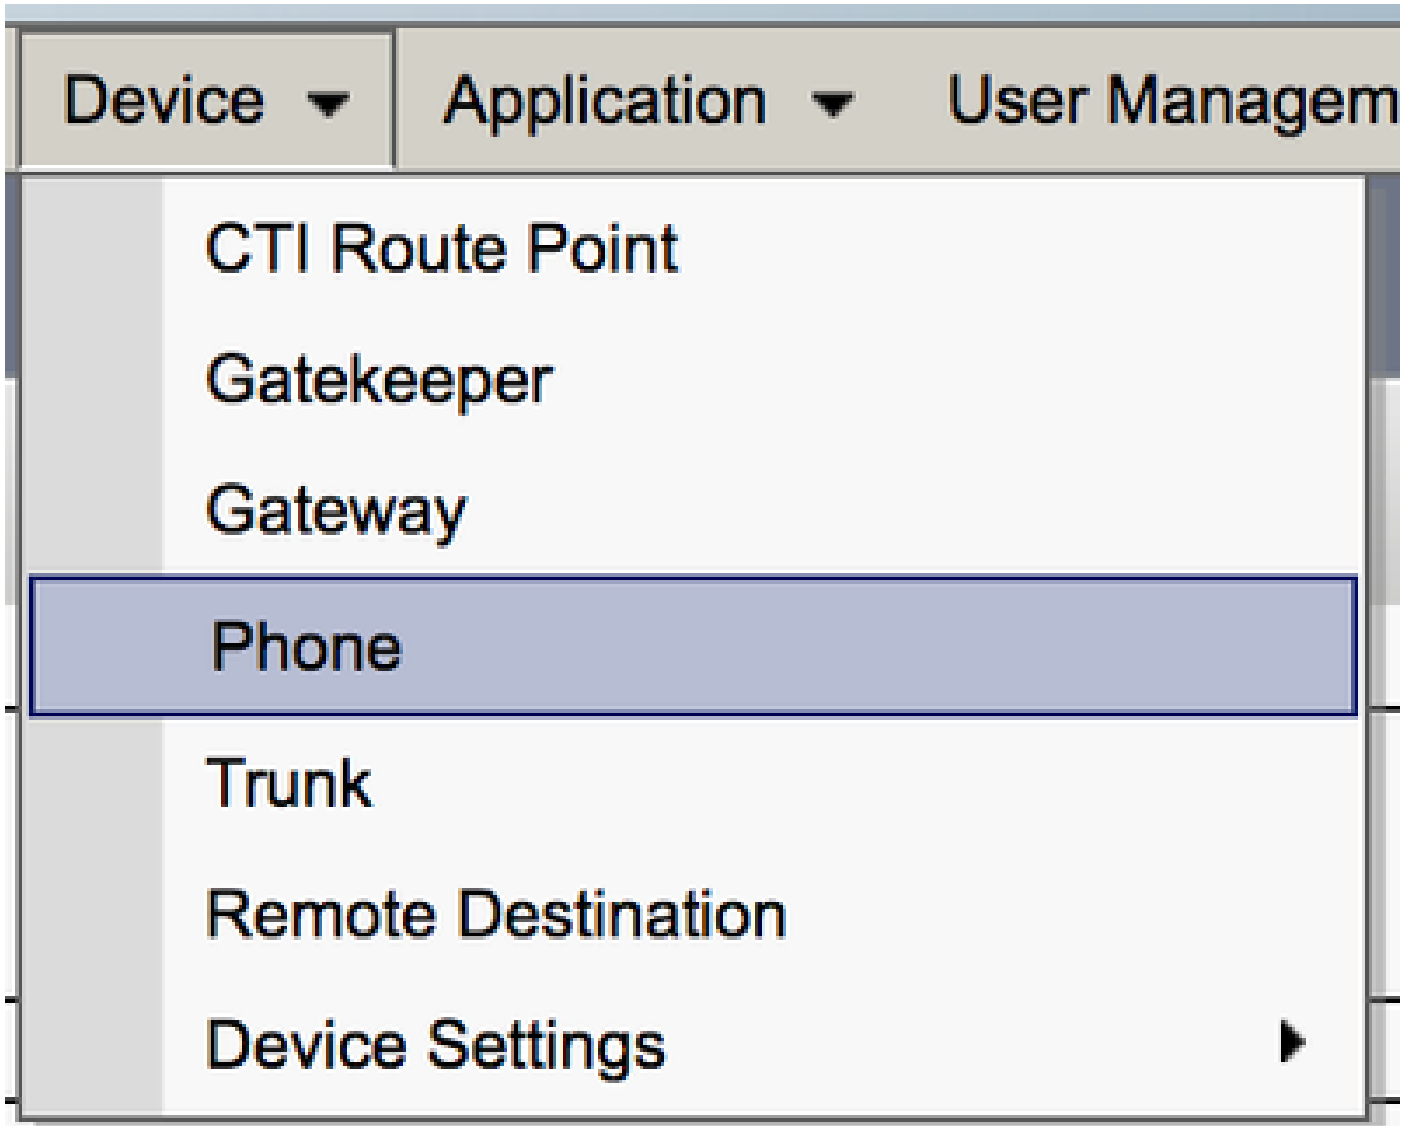 Device Application User Managem
CTI Route Point
Gatekeeper
Gateway
Phone
Trunk
Remote Destination
Device Settings